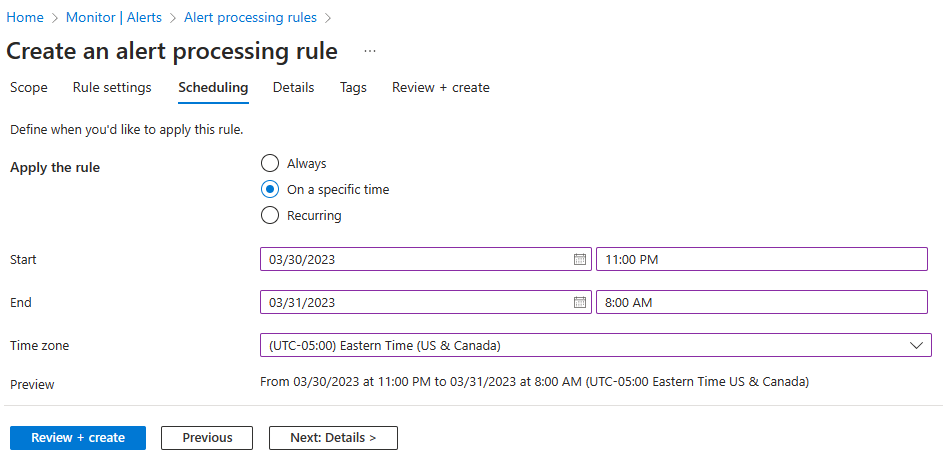 Home > Monitor | Alerts > Alert processing rules >
Create an alert processing rule ...
Scope Rule settings Scheduling Details Tags Review + create
Define when you'd like to apply this rule.
Apply the rule
Always
On a specific time
Recurring
Start 03/30/2023 11:00 PM
End 03/31/2023 8:00 AM
Time zone (UTC-05:00) Eastern Time (US & Canada)
Preview From 03/30/2023 at 11:00 PM to 03/31/2023 at 8:00 AM (UTC-05:00 Eastern Time US & Canada)
Review + create Previous Next: Details >